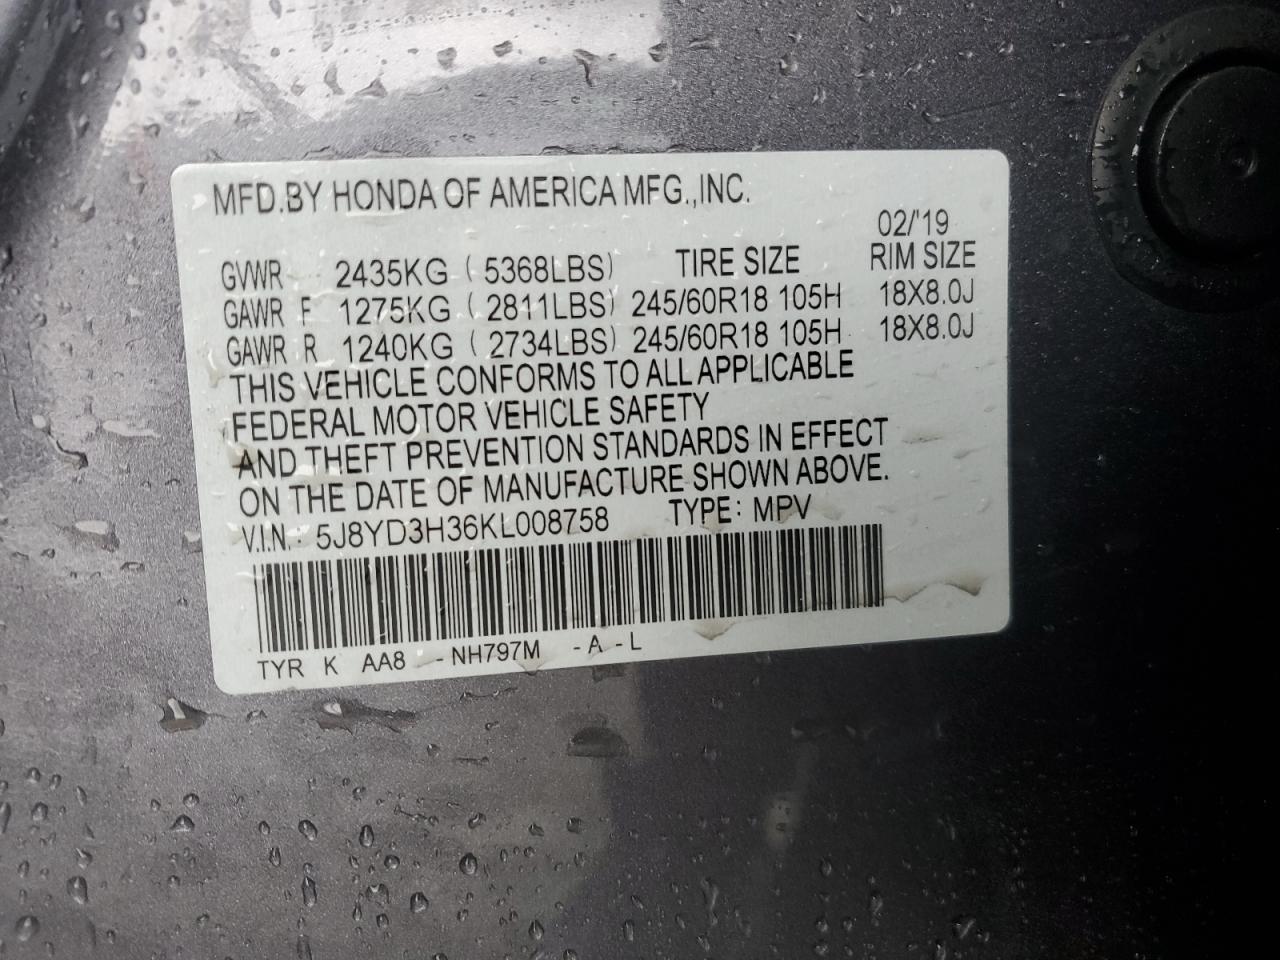 MFD.BY HONDA OF AMERICA MFG.,INC.
02/'19
GVWR 2435KG ( 5368LBS) TIRE SIZE RIM SIZE
GAWR F 1275KG ( 2811LBS) 245/60R18 105H 18X8.0J
GAWR R 1240KG ( 2734LBS) 245/60R18 105H 18X8.0J
THIS VEHICLE CONFORMS TO ALL APPLICABLE
FEDERAL MOTOR VEHICLE SAFETY
AND THEFT PREVENTION STANDARDS IN EFFECT
ON THE DATE OF MANUFACTURE SHOWN ABOVE.
V.I.N.: 5J8YD3H36KL008758 TYPE: MPV
TYR K AA8 -NH797M -A -L